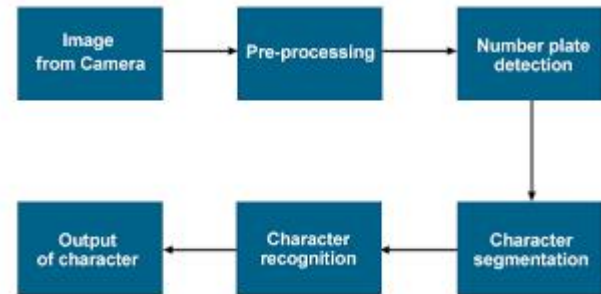 Image
from Camera
Pre-processing
Number plate
detection
Character
segmentation
Character
recognition
Output
of character